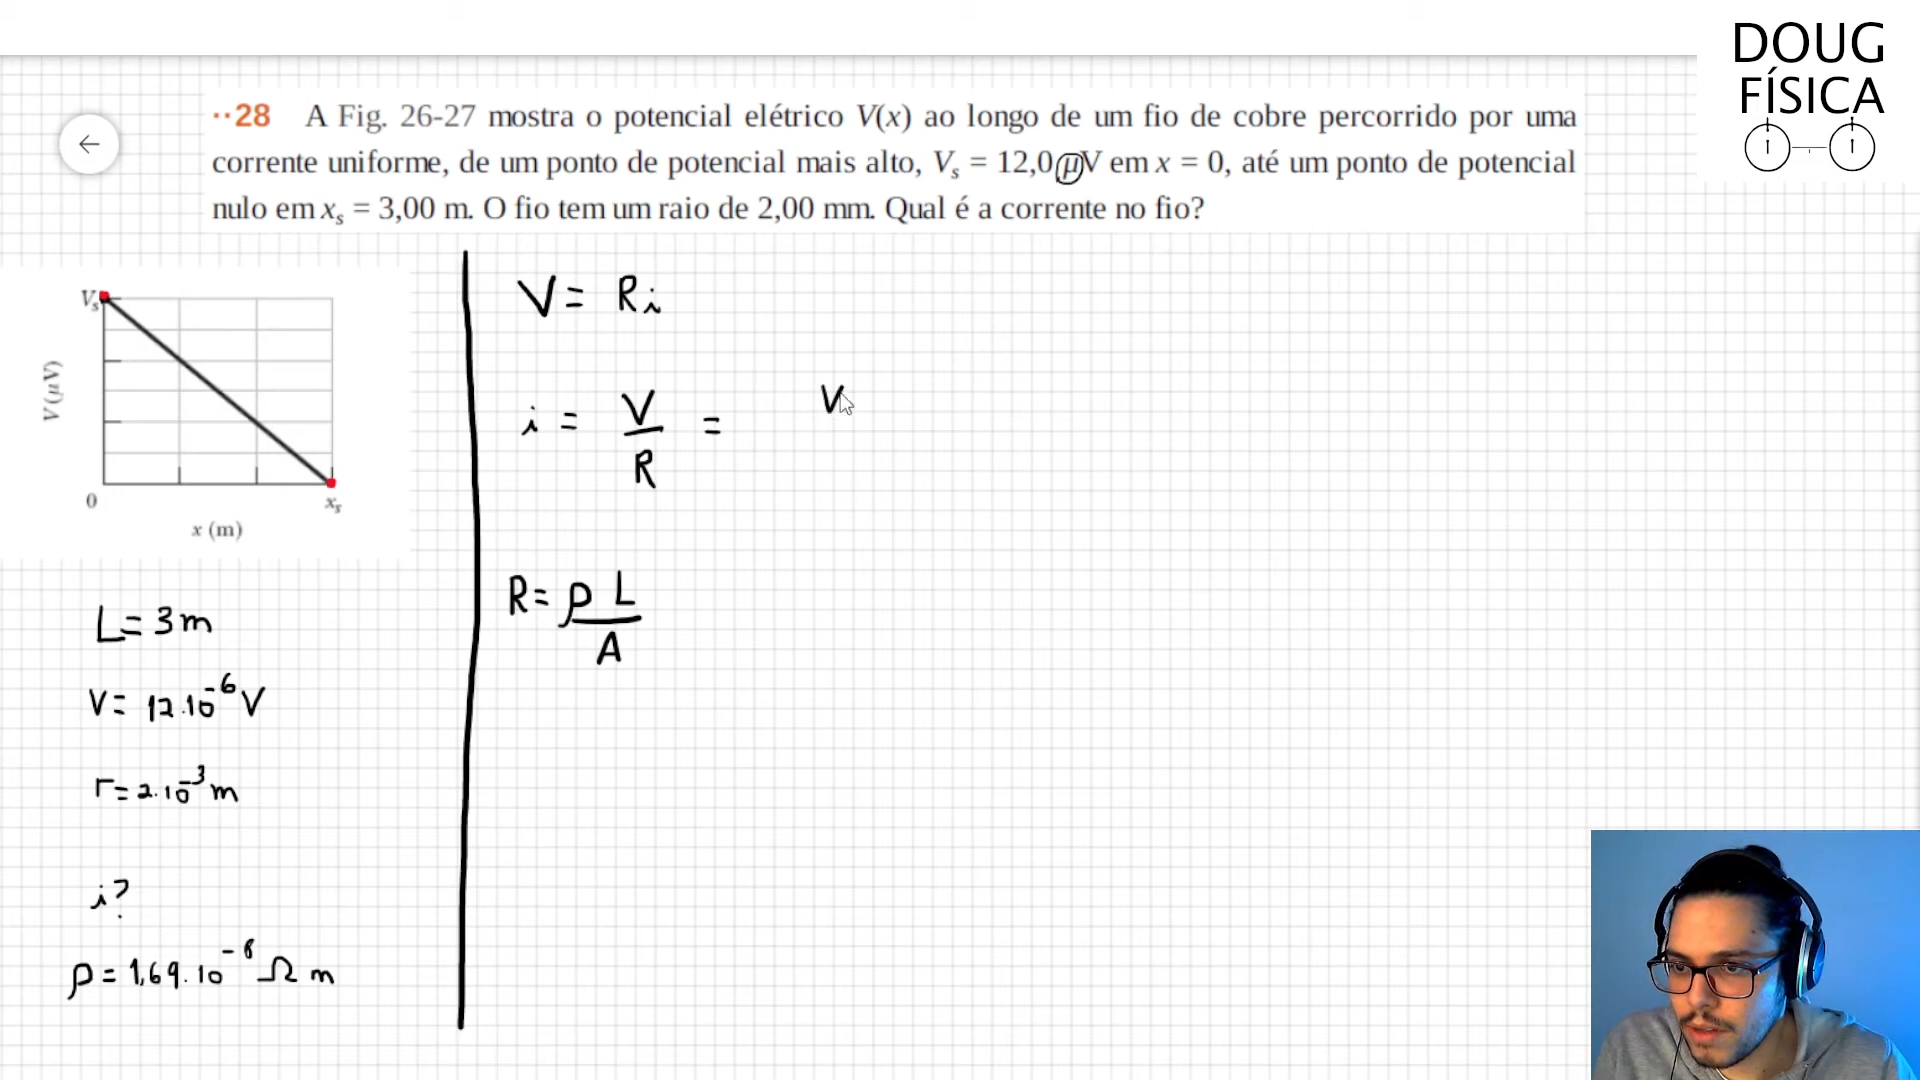 DOUG
FÍSICA
··28 A Fig. 26-27 mostra o potencial elétrico V(x) ao longo de um fio de cobre percorrido por uma
corrente uniforme, de um ponto de potencial mais alto, Vs = 12,0 μV em x = 0, até um ponto de potencial
nulo em xs = 3,00 m. O fio tem um raio de 2,00 mm. Qual é a corrente no fio?
Vs
V (μV)
0
xs
x (m)
L= 3m
V= 12.10^-6 V
r= 2.10^-3 m
i?
ρ = 1,69.10^-8 Ω m
V = Ri
i = V/R = V
R= ρ L/A